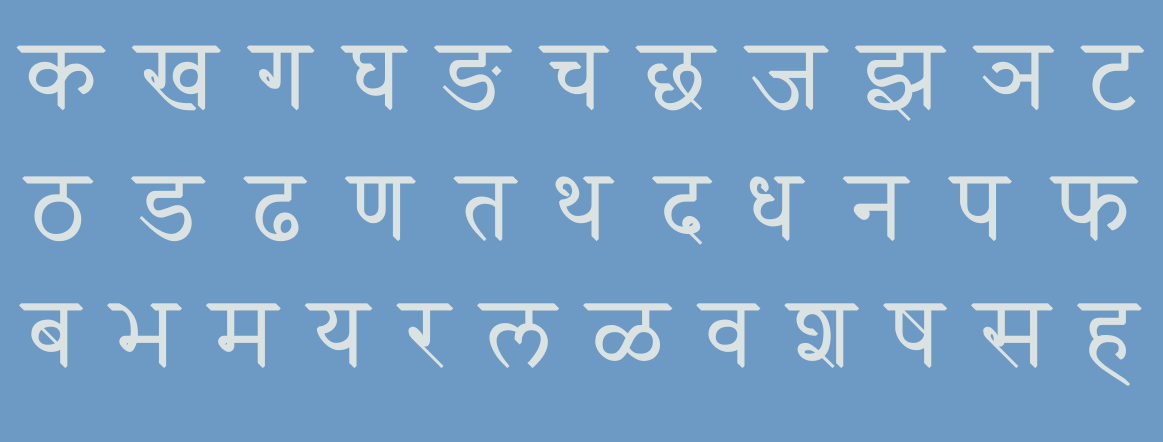 क ख ग घ ङ च छ ज झ ञ ट
ठ ड ढ ण त थ द ध न प फ
ब भ म य र ल ळ व श ष स ह